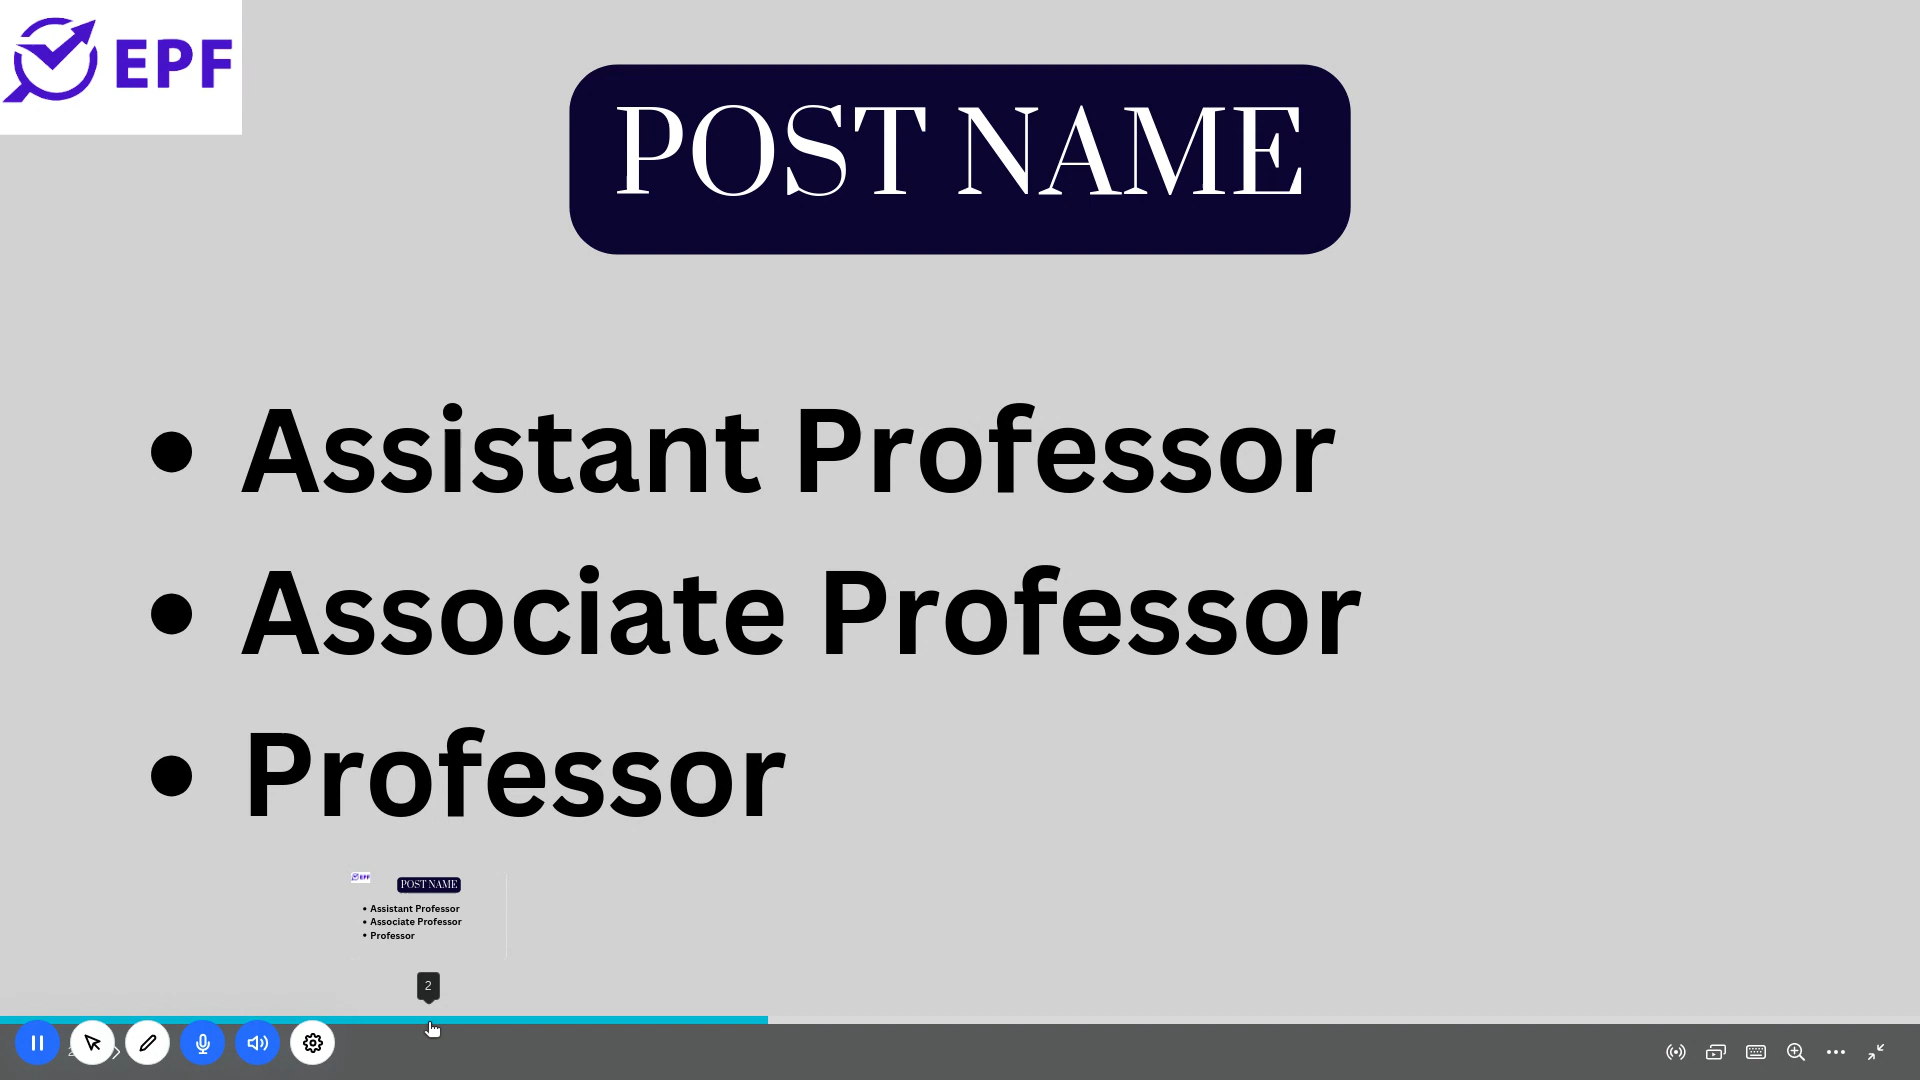 EPF
POST NAME
• Assistant Professor
• Associate Professor
• Professor
EPF
POST NAME
• Assistant Professor
• Associate Professor
• Professor
2